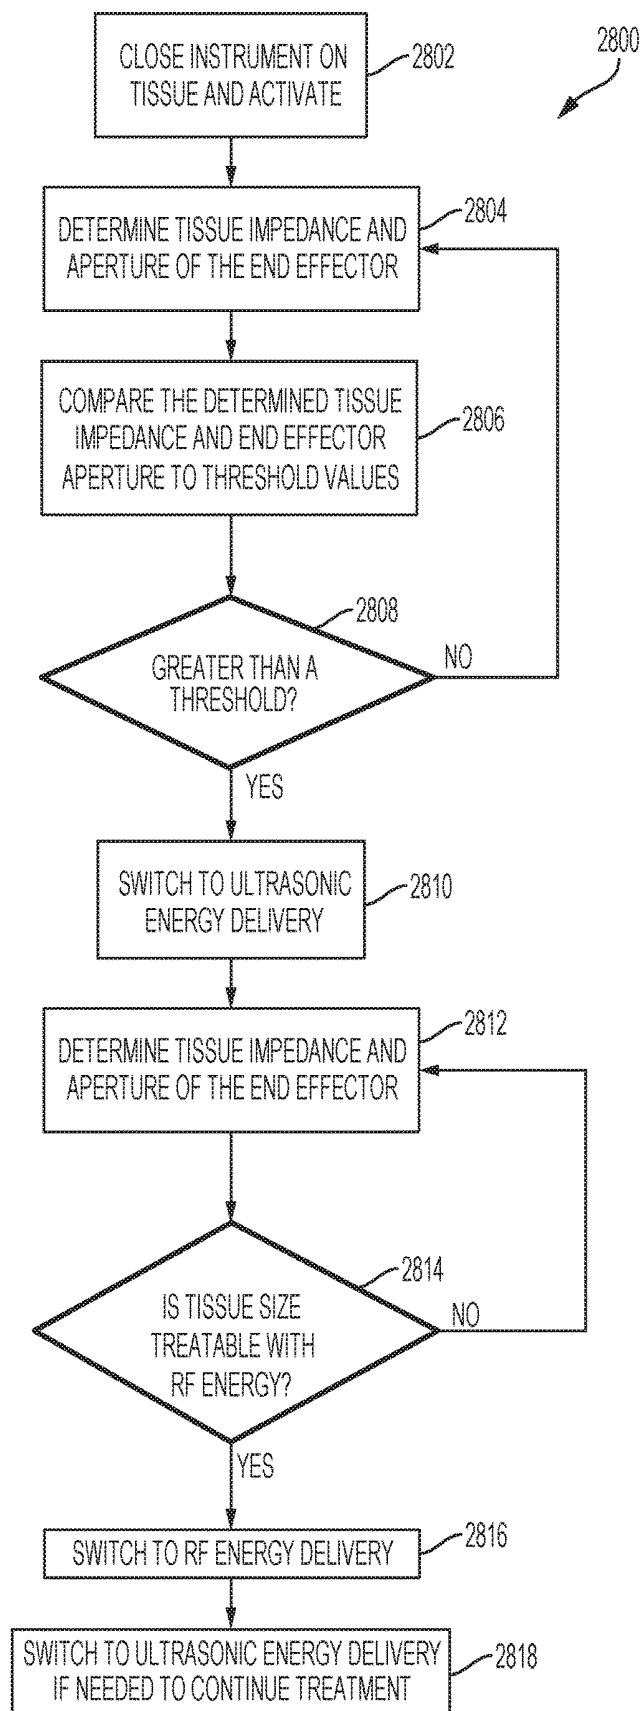 2800
CLOSE INSTRUMENT ON
TISSUE AND ACTIVATE
2802
DETERMINE TISSUE IMPEDANCE AND
APERTURE OF THE END EFFECTOR
2804
COMPARE THE DETERMINED TISSUE
IMPEDANCE AND END EFFECTOR
APERTURE TO THRESHOLD VALUES
2806
2808
GREATER THAN A
THRESHOLD?
NO
YES
SWITCH TO ULTRASONIC
ENERGY DELIVERY
2810
DETERMINE TISSUE IMPEDANCE AND
APERTURE OF THE END EFFECTOR
2812
2814
IS TISSUE SIZE
TREATABLE WITH
RF ENERGY?
NO
YES
SWITCH TO RF ENERGY DELIVERY
2816
SWITCH TO ULTRASONIC ENERGY DELIVERY
IF NEEDED TO CONTINUE TREATMENT
2818